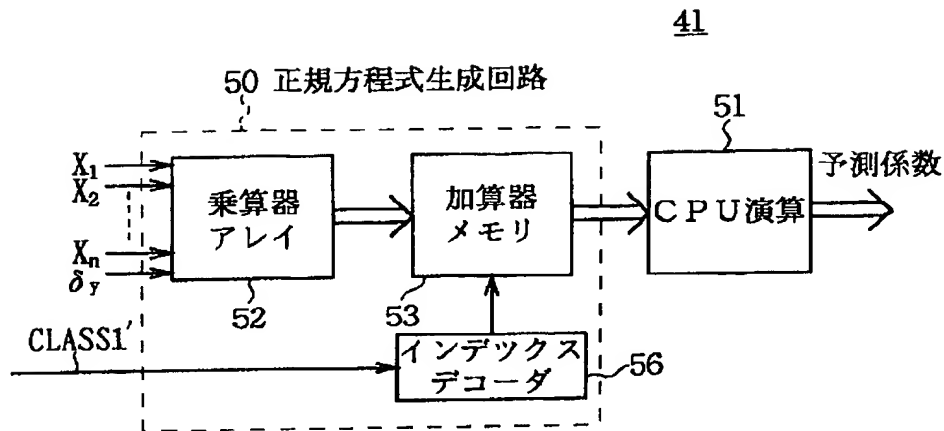 41
50 正規方程式生成回路
51
X1
X2
Xn
δy
乗算器
アレイ
52
加算器
メモリ
53
CPU演算
予測係数
CLASS1'
インデックス
デコーダ
56